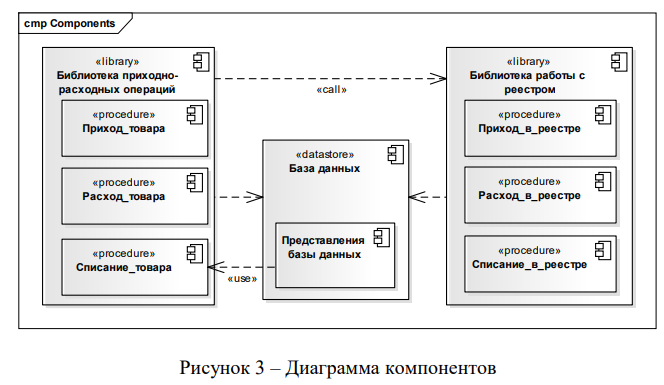 cmp Components
«library»
Библиотека приходно-
расходных операций
«procedure»
Приход_товара
«procedure»
Расход_товара
«procedure»
Списание_товара
«call»
«datastore»
База данных
Представления
базы данных
«use»
«library»
Библиотека работы с
реестром
«procedure»
Приход_в_реестре
«procedure»
Расход_в_реестре
«procedure»
Списание_в_реестре
Рисунок 3 – Диаграмма компонентов